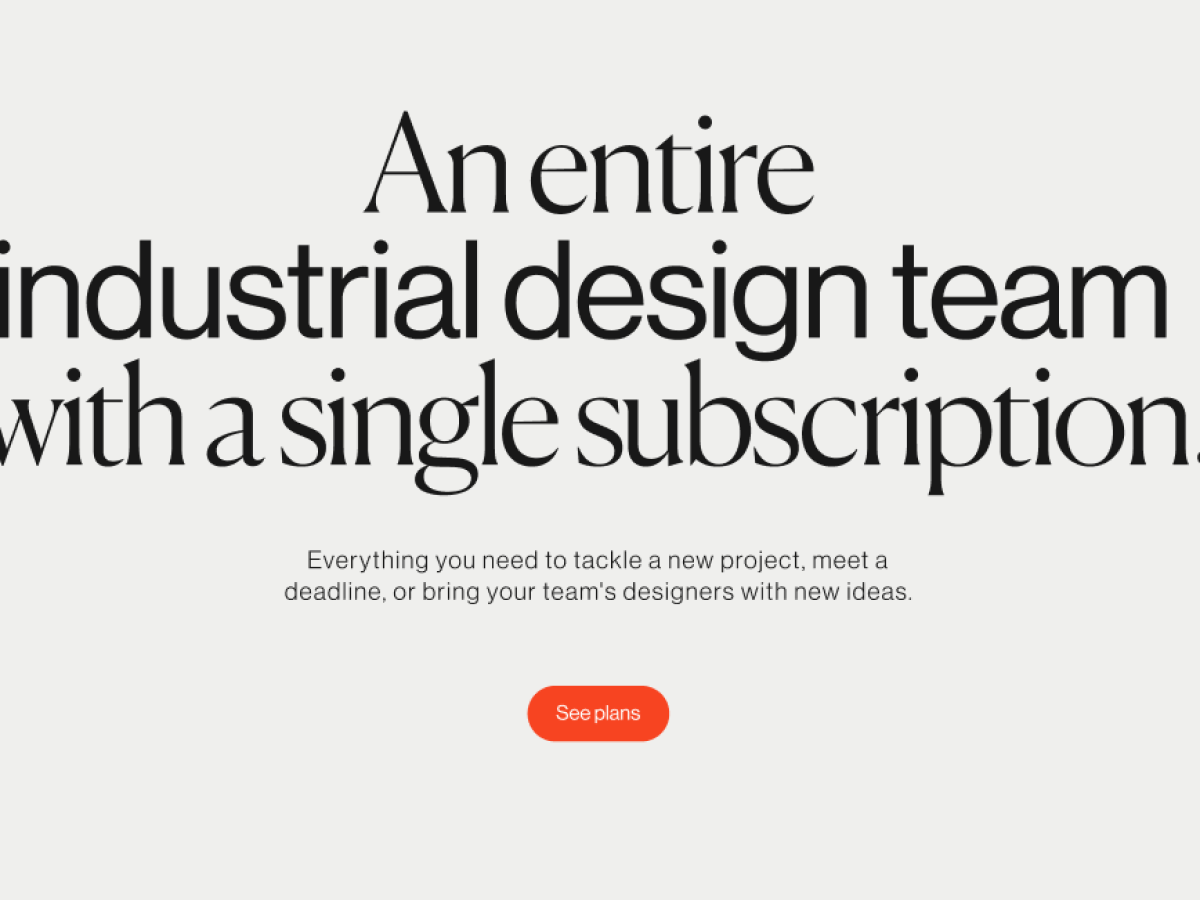 An entire
industrial design team
with a single subscription.
Everything you need to tackle a new project, meet a
deadline, or bring your team's designers with new ideas.
See plans